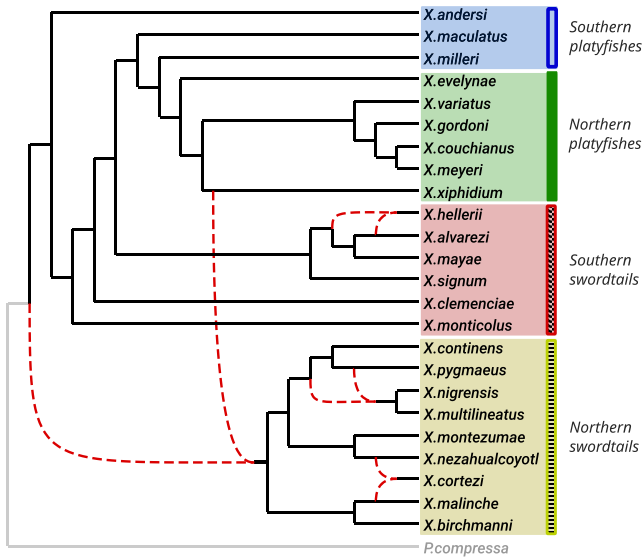 X.andersi
X.maculatus
X.milleri
Southern
platyfishes
X.evelynae
X.variatus
X.gordoni
X.couchianus
X.meyeri
X.xiphidium
Northern
platyfishes
X.hellerii
X.alvarezi
X.mayae
X.signum
X.clemenciae
X.monticolus
Southern
swordtails
X.continens
X.pygmaeus
X.nigrensis
X.multilineatus
X.montezumae
X.nezahualcoyotl
X.cortezi
X.malinche
X.birchmanni
Northern
swordtails
P.compressa